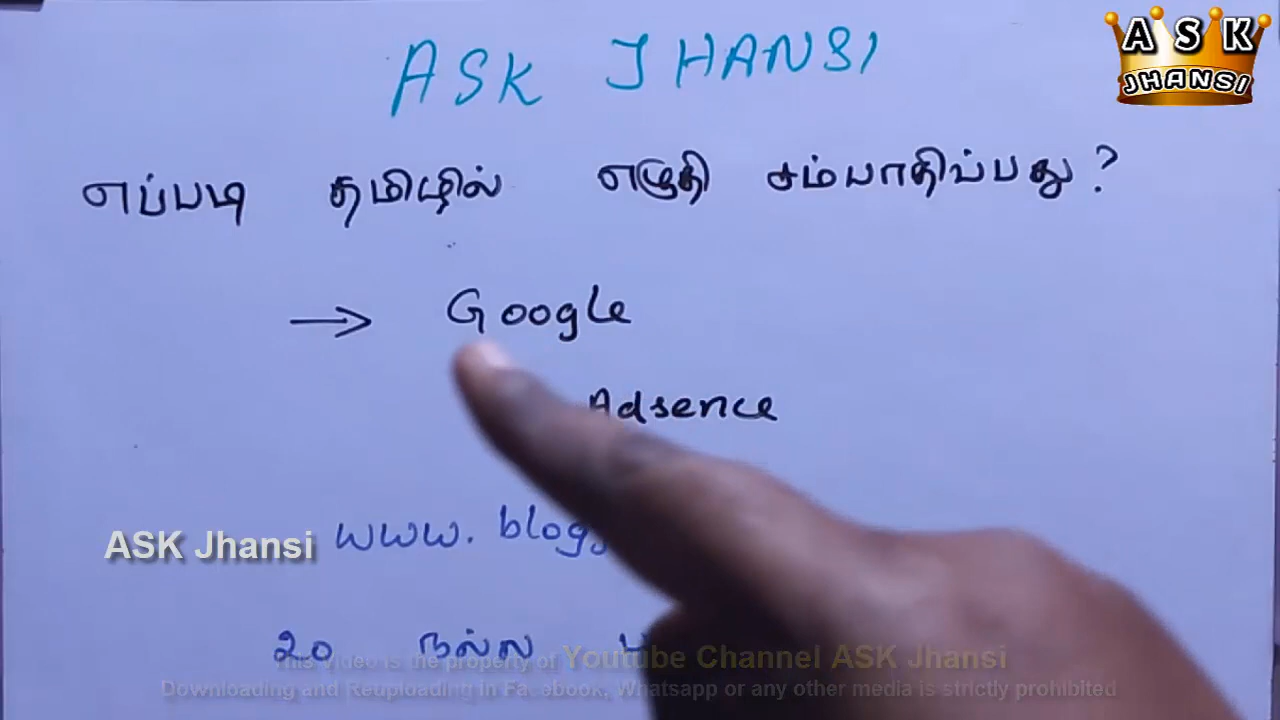 ASK JHANSI
ASK
JHANSI
எப்படி தமிழில் எழுதி சம்பாதிப்பது?
→ Google
Adsence
ASK Jhansi
www.
20 நல்ல
This video is the property of Youtube Channel ASK Jhansi
Downloading and Reuploading in Facebook, Whatsapp or any other media is strictly prohibited